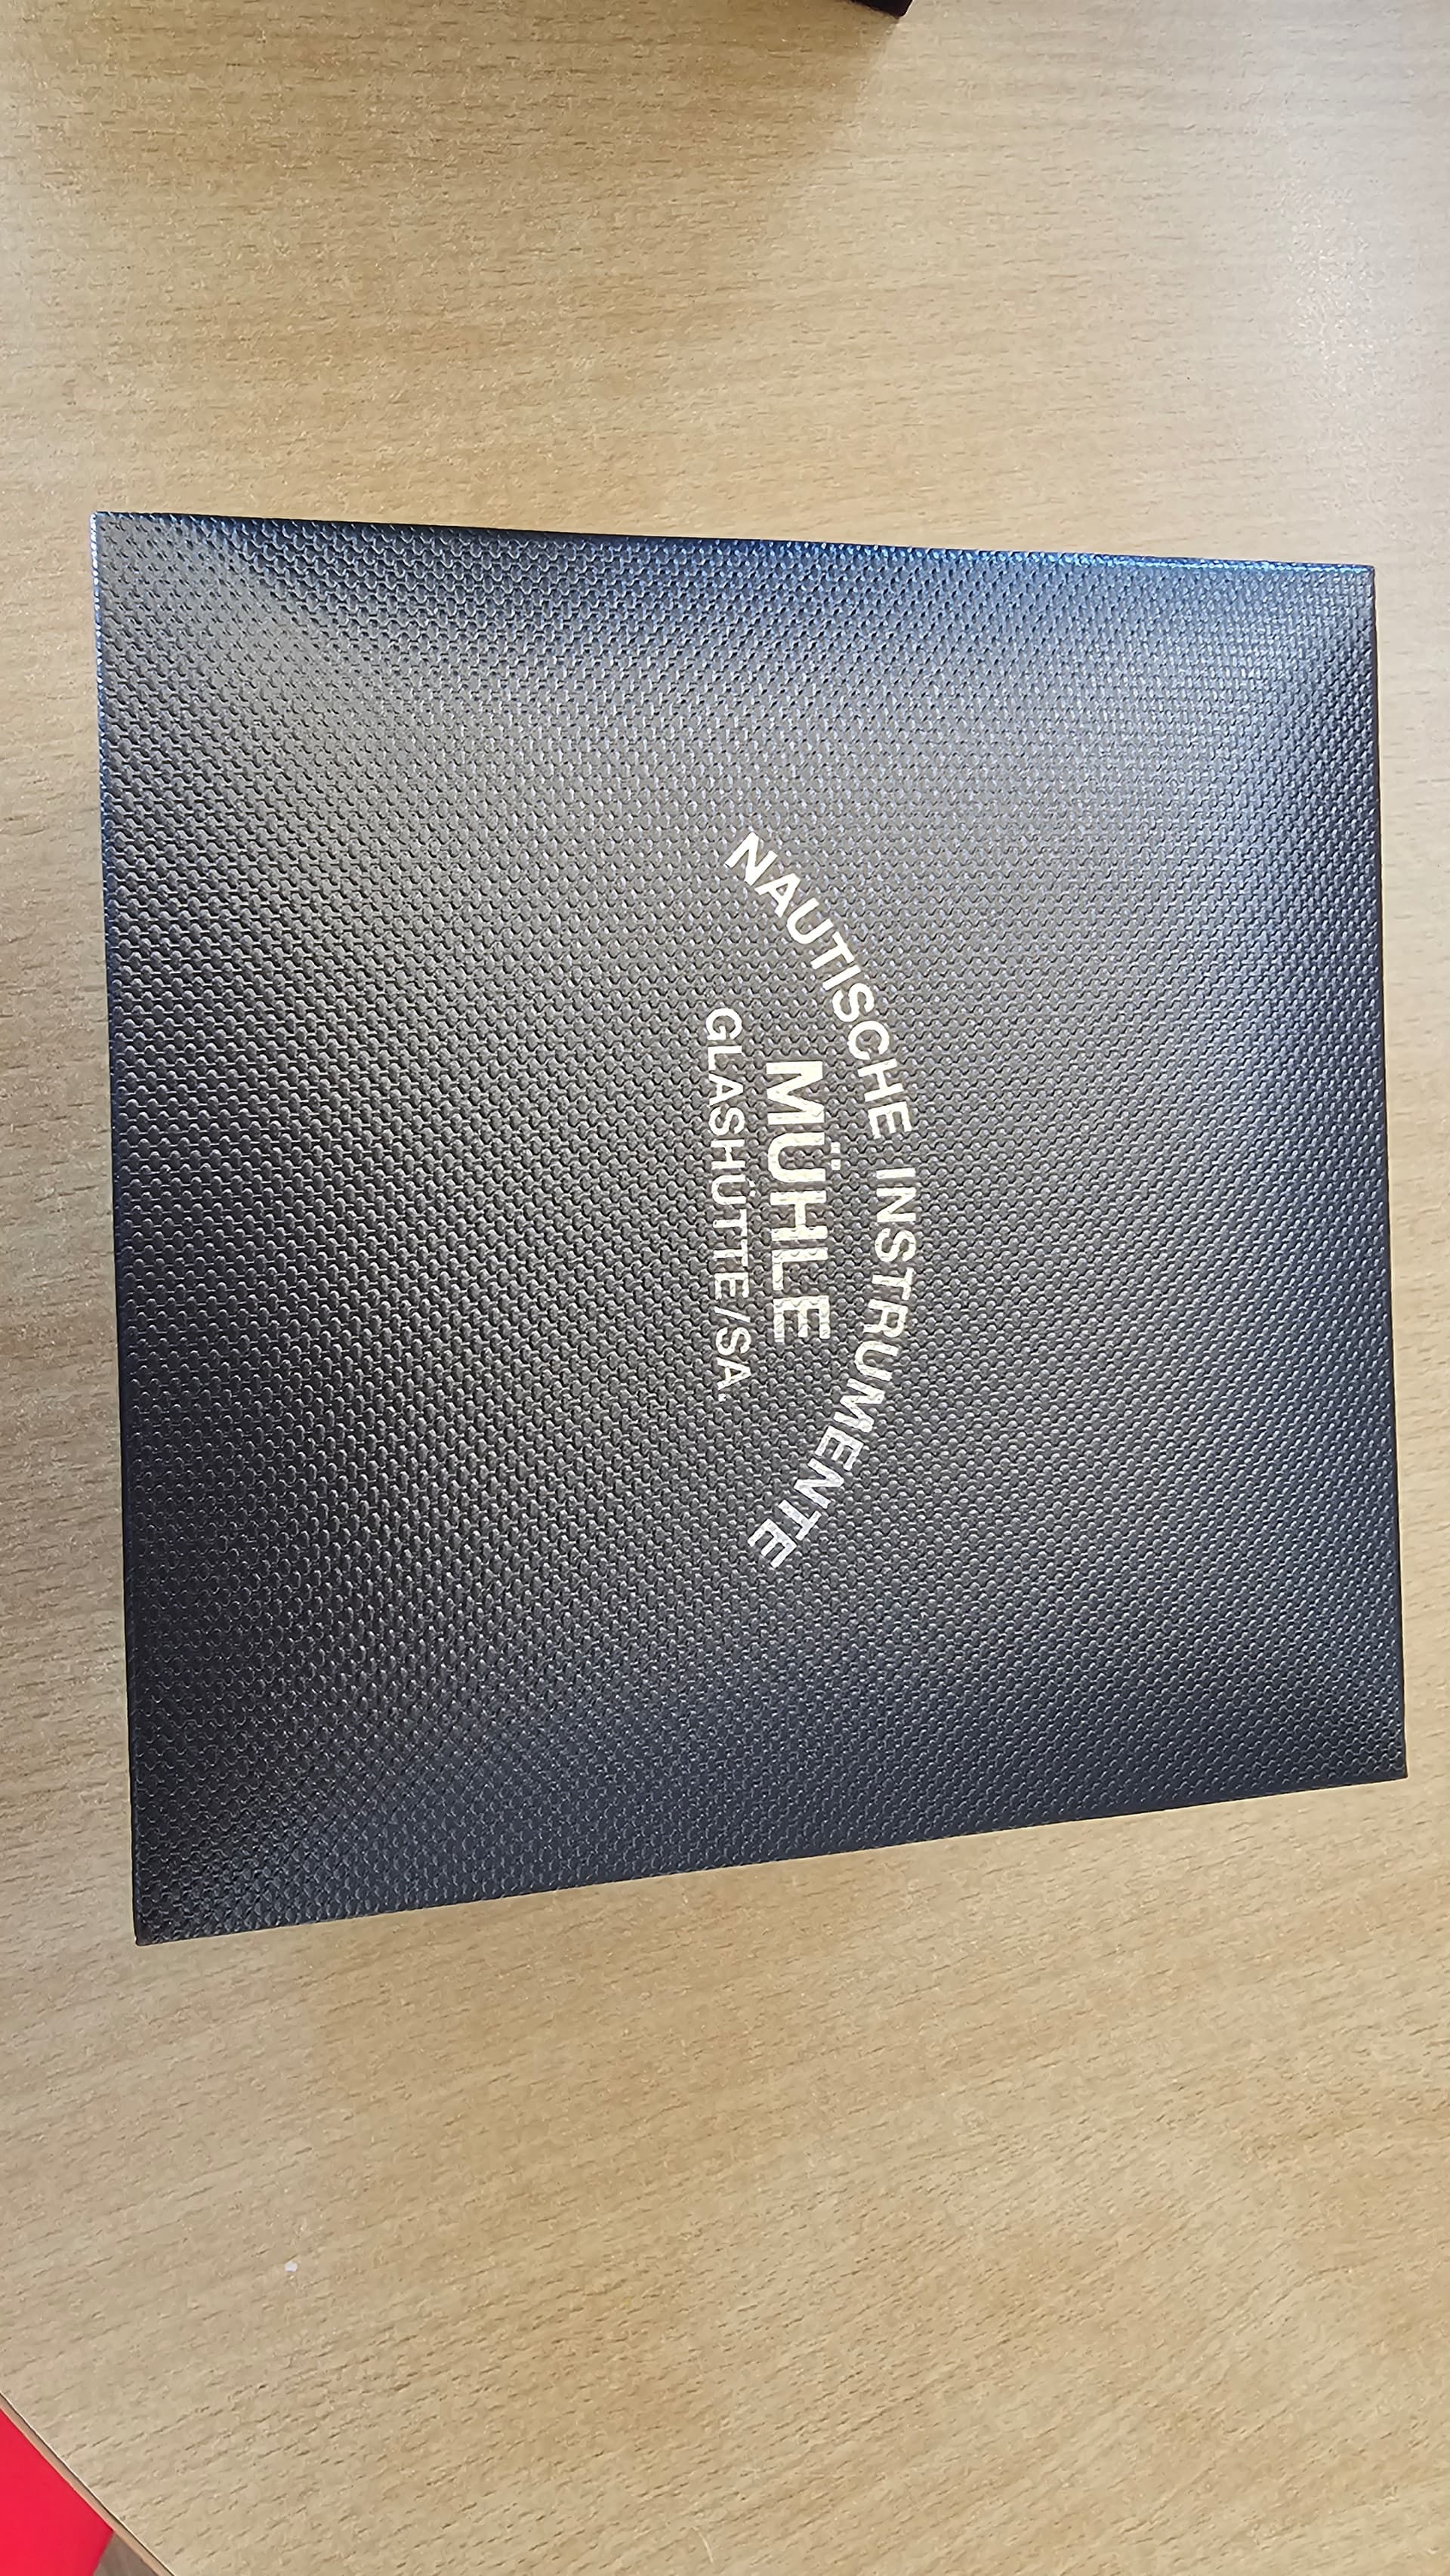 NAUTISCHE INSTRUMENTE
MÜHLE
GLASHÜTTE/SA.